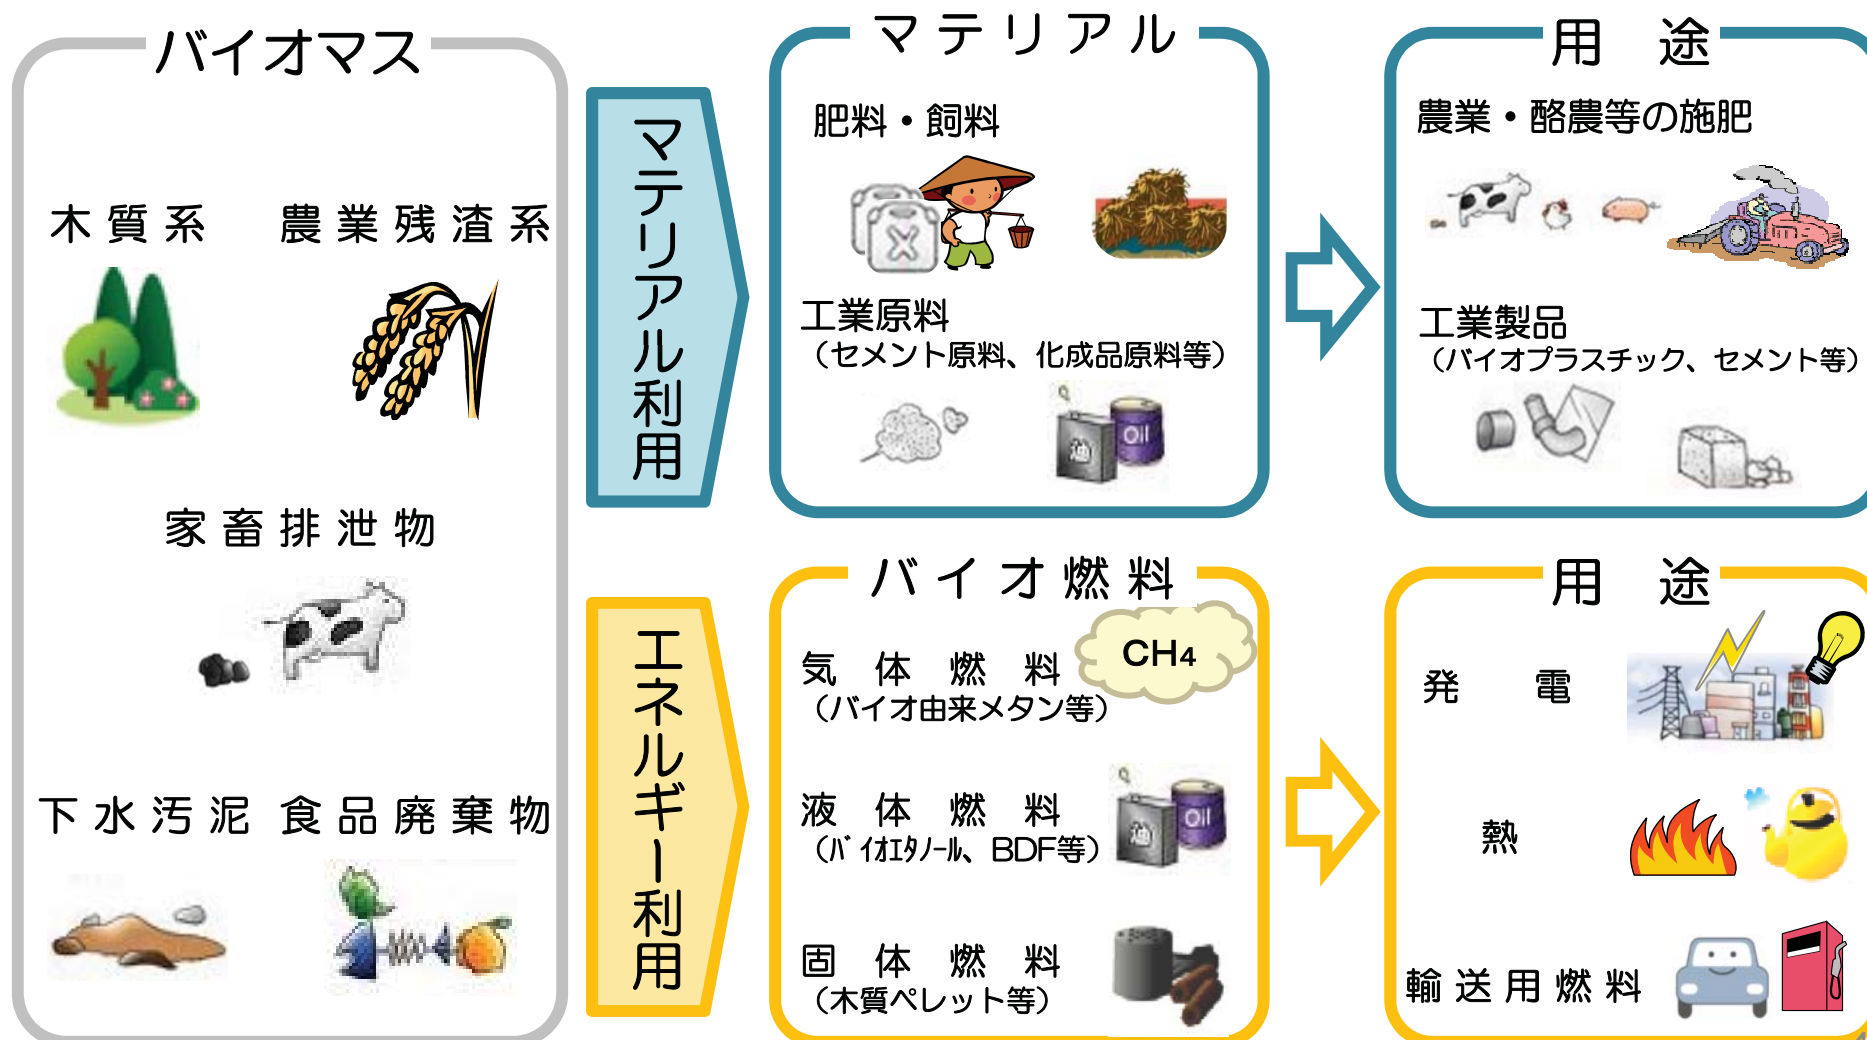 バイオマス
木質系 農業残渣系
家畜排泄物
下水汚泥 食品廃棄物
マテリアル利用
マテリアル
肥料・飼料
工業原料
（セメント原料、化成品原料等）
油 Oil
用途
農業・酪農等の施肥
工業製品
（バイオプラスチック、セメント等）
エネルギー利用
バイオ燃料
気体燃料
（バイオ由来メタン等）
CH4
液体燃料
（ﾊﾞｲｵｴﾀﾉｰﾙ、BDF等）
油 Oil
固体燃料
（木質ペレット等）
用途
発電
熱
輸送用燃料